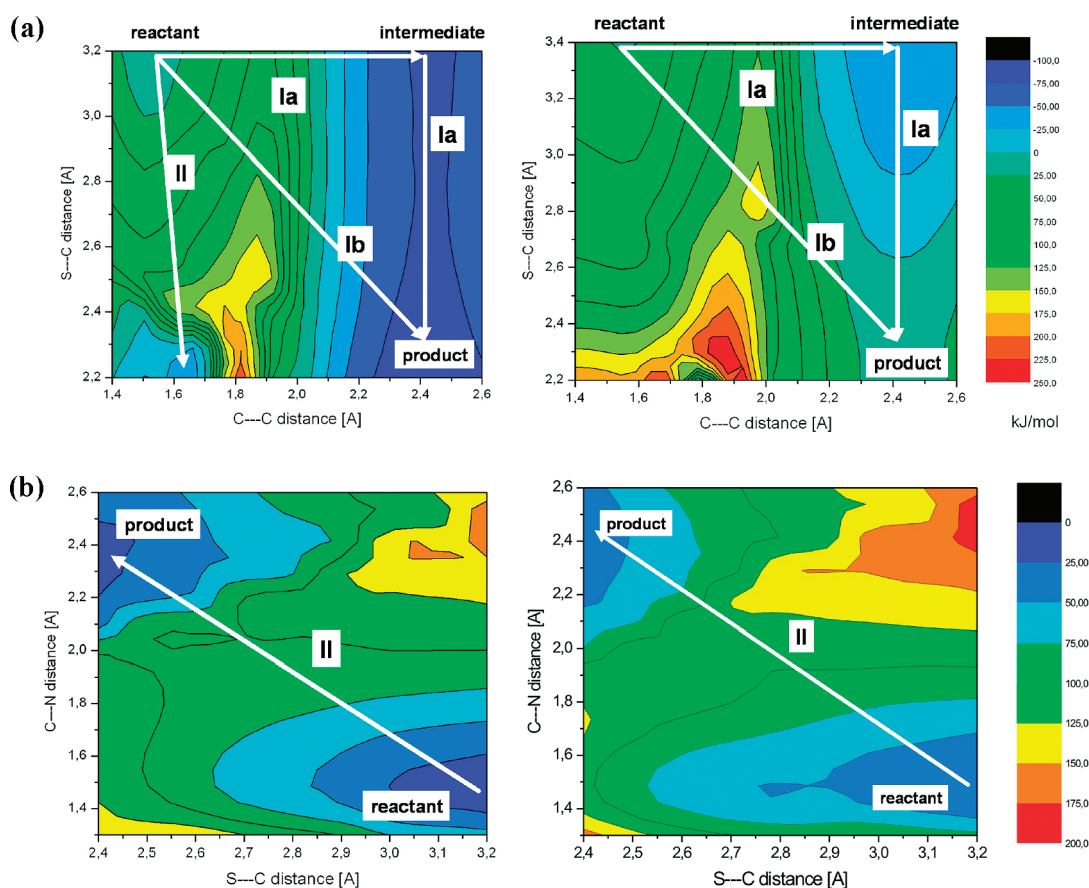 (a)
reactant intermediate
3,2
3,0
2,8
2,6
2,4
2,2
S---C distance [A]
Ia
Ia
II
Ib
product
1,4 1,6 1,8 2,0 2,2 2,4 2,6
C---C distance [A]
reactant intermediate
3,4
3,2
3,0
2,8
2,6
2,4
2,2
S---C distance [A]
Ia
Ia
Ib
product
1,4 1,6 1,8 2,0 2,2 2,4 2,6
C---C distance [A]
-100,0
-75,00
-50,00
-25,00
0
25,00
50,00
75,00
100,0
125,0
150,0
175,0
200,0
225,0
250,0
kJ/mol
(b)
2,6
2,4
2,2
2,0
1,8
1,6
1,4
C---N distance [A]
product
II
reactant
2,4 2,5 2,6 2,7 2,8 2,9 3,0 3,1 3,2
S---C distance [A]
2,6
2,4
2,2
2,0
1,8
1,6
1,4
C---N distance [A]
product
II
reactant
2,4 2,5 2,6 2,7 2,8 2,9 3,0 3,1 3,2
S---C distance [A]
0
25,00
50,00
75,00
100,0
125,0
150,0
175,0
200,0